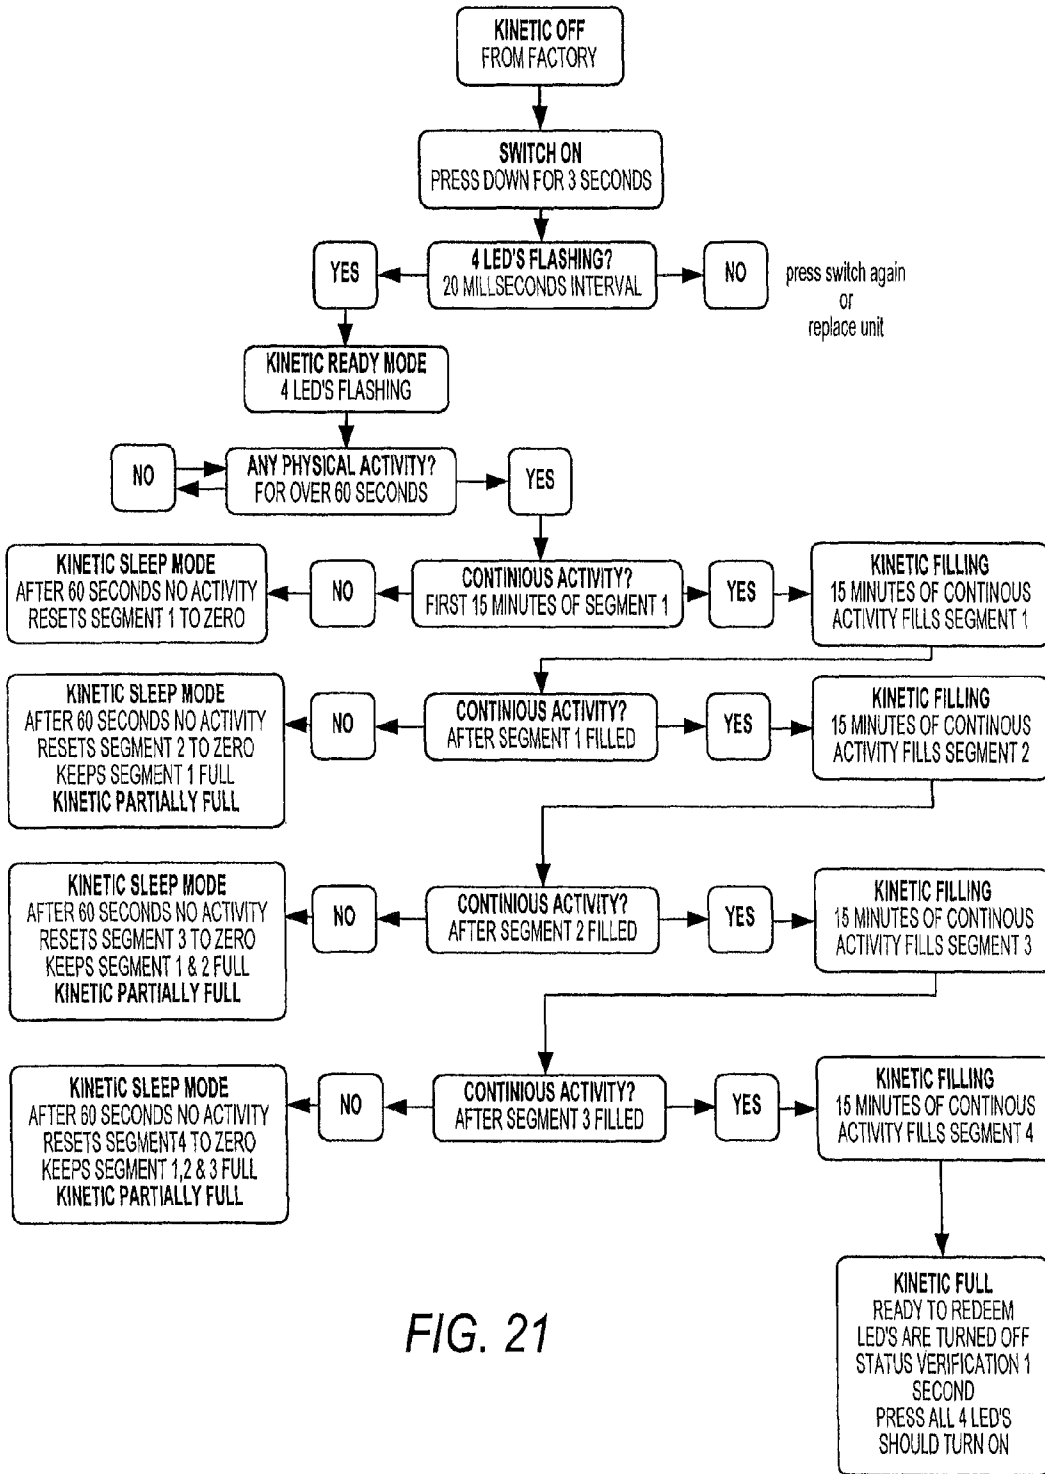 KINETIC OFF
FROM FACTORY
SWITCH ON
PRESS DOWN FOR 3 SECONDS
YES
4 LED'S FLASHING?
20 MILLSECONDS INTERVAL
NO
press switch again
or
replace unit
KINETIC READY MODE
4 LED'S FLASHING
NO
ANY PHYSICAL ACTIVITY?
FOR OVER 60 SECONDS
YES
KINETIC SLEEP MODE
AFTER 60 SECONDS NO ACTIVITY
RESETS SEGMENT 1 TO ZERO
NO
CONTINIOUS ACTIVITY?
FIRST 15 MINUTES OF SEGMENT 1
YES
KINETIC FILLING
15 MINUTES OF CONTINOUS
ACTIVITY FILLS SEGMENT 1
KINETIC SLEEP MODE
AFTER 60 SECONDS NO ACTIVITY
RESETS SEGMENT 2 TO ZERO
KEEPS SEGMENT 1 FULL
KINETIC PARTIALLY FULL
NO
CONTINIOUS ACTIVITY?
AFTER SEGMENT 1 FILLED
YES
KINETIC FILLING
15 MINUTES OF CONTINOUS
ACTIVITY FILLS SEGMENT 2
KINETIC SLEEP MODE
AFTER 60 SECONDS NO ACTIVITY
RESETS SEGMENT 3 TO ZERO
KEEPS SEGMENT 1 & 2 FULL
KINETIC PARTIALLY FULL
NO
CONTINIOUS ACTIVITY?
AFTER SEGMENT 2 FILLED
YES
KINETIC FILLING
15 MINUTES OF CONTINOUS
ACTIVITY FILLS SEGMENT 3
KINETIC SLEEP MODE
AFTER 60 SECONDS NO ACTIVITY
RESETS SEGMENT4 TO ZERO
KEEPS SEGMENT 1,2 & 3 FULL
KINETIC PARTIALLY FULL
NO
CONTINIOUS ACTIVITY?
AFTER SEGMENT 3 FILLED
YES
KINETIC FILLING
15 MINUTES OF CONTINOUS
ACTIVITY FILLS SEGMENT 4
KINETIC FULL
READY TO REDEEM
LED'S ARE TURNED OFF
STATUS VERIFICATION 1
SECOND
PRESS ALL 4 LED'S
SHOULD TURN ON
FIG. 21